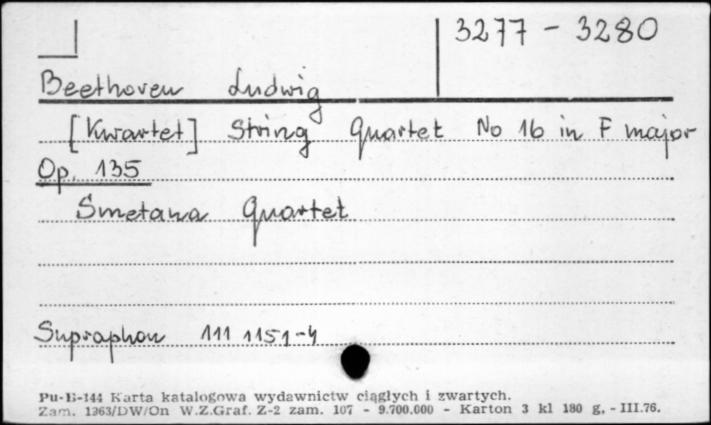 3277 - 3280
Beethoven Ludwig
[Kwartet] String Quartet No 16 in F major
Op. 135
Smetana Quartet
Supraphon 111 1151-4
Pu-B-144 Karta katalogowa wydawnictw ciągłych i zwartych.
Zam. 1363/DW/On W.Z.Graf. Z-2 zam. 107 - 9.700.000 - Karton 3 kl 180 g, - III.76.